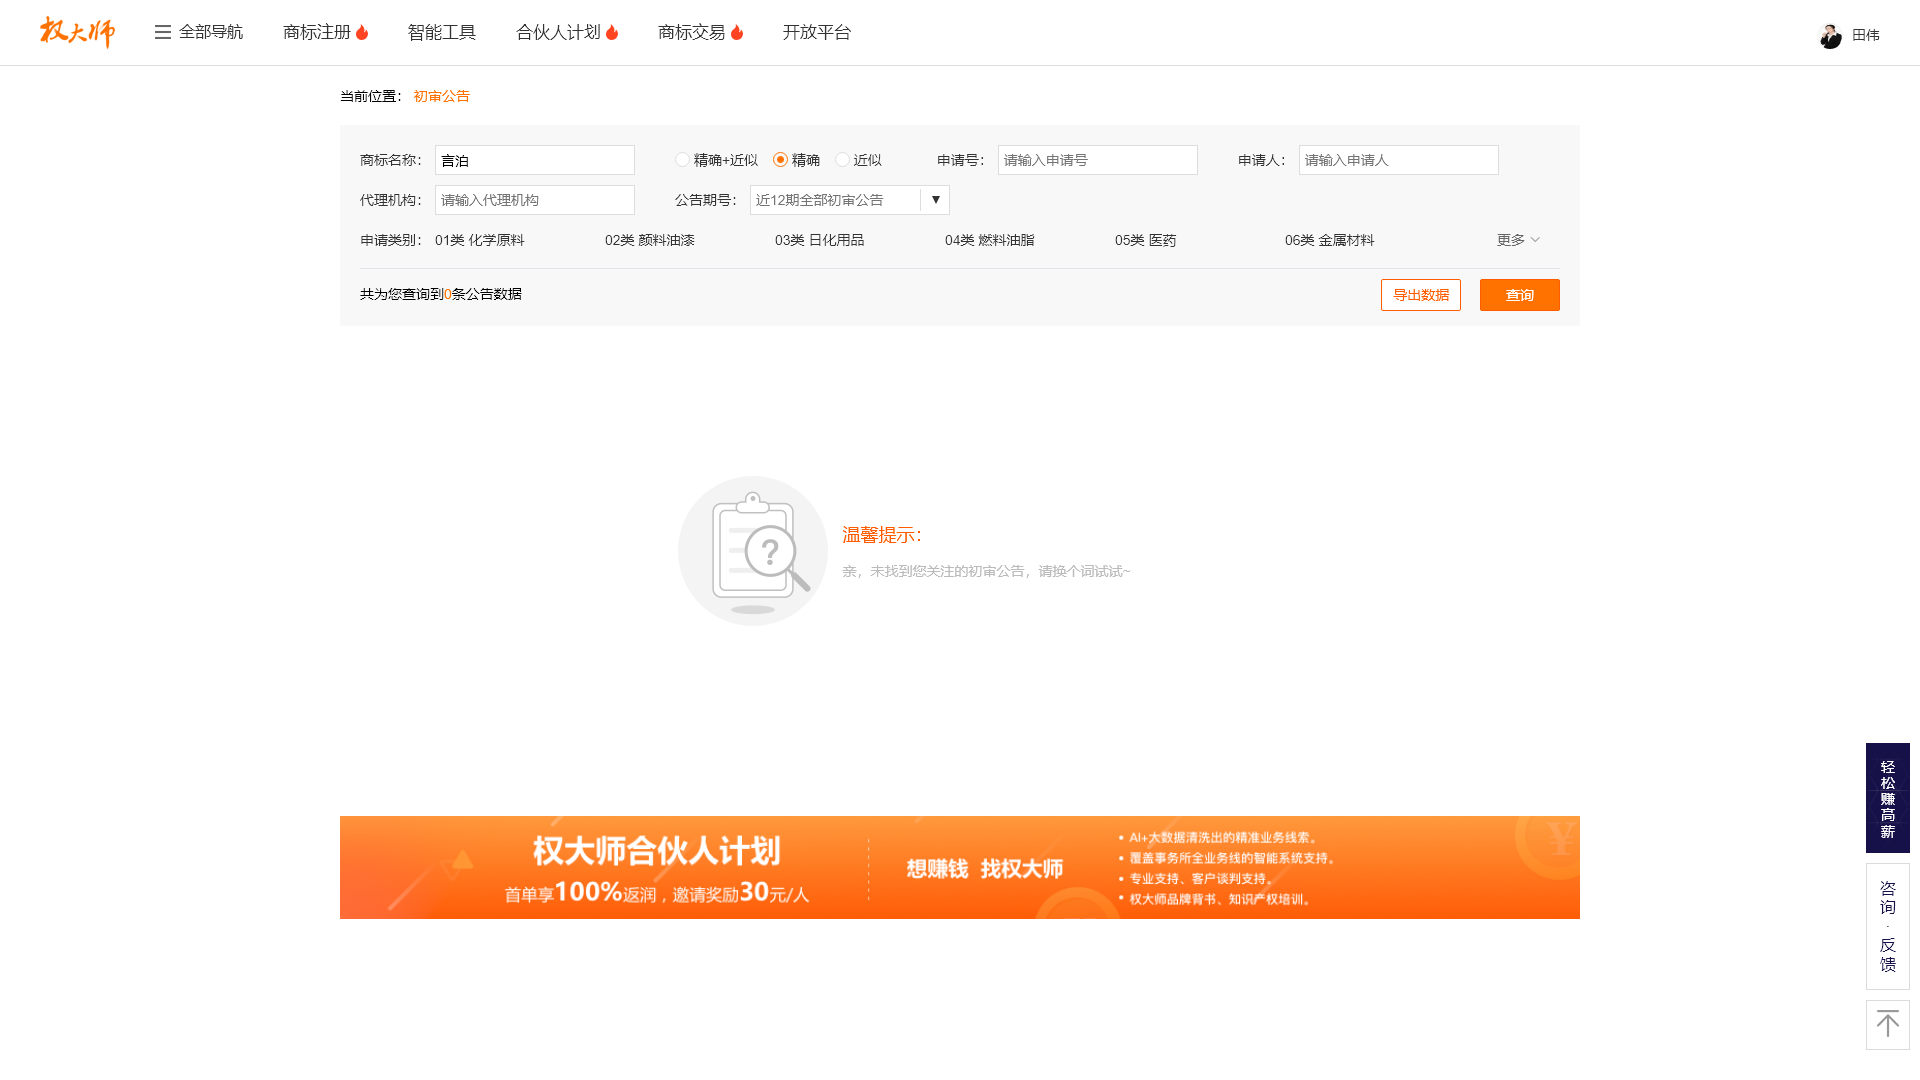 权大师 全部导航 商标注册 智能工具 合伙人计划 商标交易 开放平台 田伟
当前位置： 初审公告
商标名称： 言泊 精确+近似 精确 近似 申请号： 请输入申请号 申请人： 请输入申请人
代理机构： 请输入代理机构 公告期号： 近12期全部初审公告 ▼
申请类别： 01类 化学原料 02类 颜料油漆 03类 日化用品 04类 燃料油脂 05类 医药 06类 金属材料 更多
共为您查询到0条公告数据 导出数据 查询
?
温馨提示：
亲，未找到您关注的初审公告，请换个词试试~
权大师合伙人计划
首单享100%返润，邀请奖励30元/人
想赚钱 找权大师
• AI+大数据清洗出的精准业务线索。
• 覆盖事务所全业务线的智能系统支持。
• 专业支持、客户谈判支持。
• 权大师品牌背书、知识产权培训。
¥
轻松赚高薪
咨询·反馈